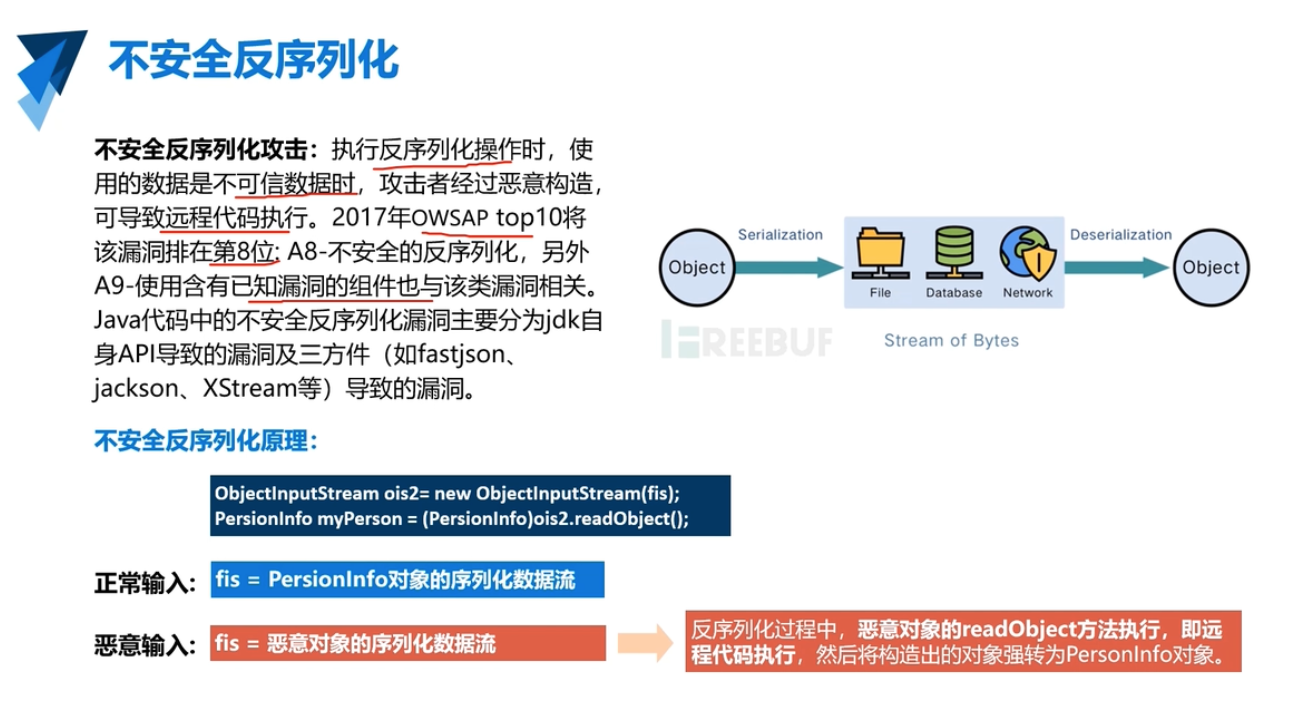 不安全反序列化
不安全反序列化攻击：执行反序列化操作时，使
用的数据是不可信数据时，攻击者经过恶意构造，
可导致远程代码执行。2017年OWSAP top10将
该漏洞排在第8位; A8-不安全的反序列化，另外
A9-使用含有已知漏洞的组件也与该类漏洞相关。
Java代码中的不安全反序列化漏洞主要分为jdk自
身API导致的漏洞及三方件（如fastjson、
jackson、XStream等）导致的漏洞。
Object
Serialization
File
Database
Network
Deserialization
Object
Stream of Bytes
FREEBUF
不安全反序列化原理：
ObjectInputStream ois2= new ObjectInputStream(fis);
PersionInfo myPerson = (PersionInfo)ois2.readObject();
正常输入：
fis = PersionInfo对象的序列化数据流
恶意输入：
fis = 恶意对象的序列化数据流
反序列化过程中，恶意对象的readObject方法执行，即远
程代码执行，然后将构造出的对象强转为PersonInfo对象。